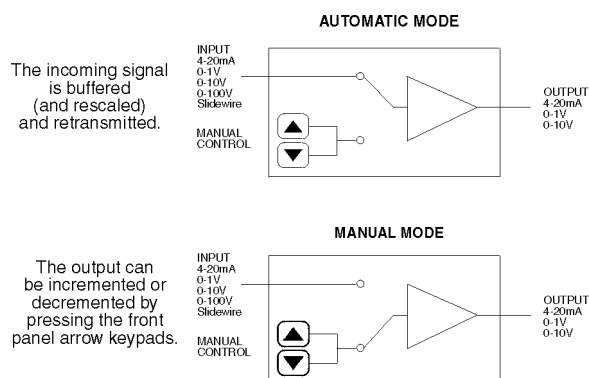 AUTOMATIC MODE
The incoming signal
is buffered
(and rescaled)
and retransmitted.
INPUT
4-20mA
0-1V
0-10V
0-100V
Slidewire
MANUAL
CONTROL
OUTPUT
4-20mA
0-1V
0-10V
MANUAL MODE
The output can
be incremented or
decremented by
pressing the front
panel arrow keypads.
INPUT
4-20mA
0-1V
0-10V
0-100V
Slidewire
MANUAL
CONTROL
OUTPUT
4-20mA
0-1V
0-10V